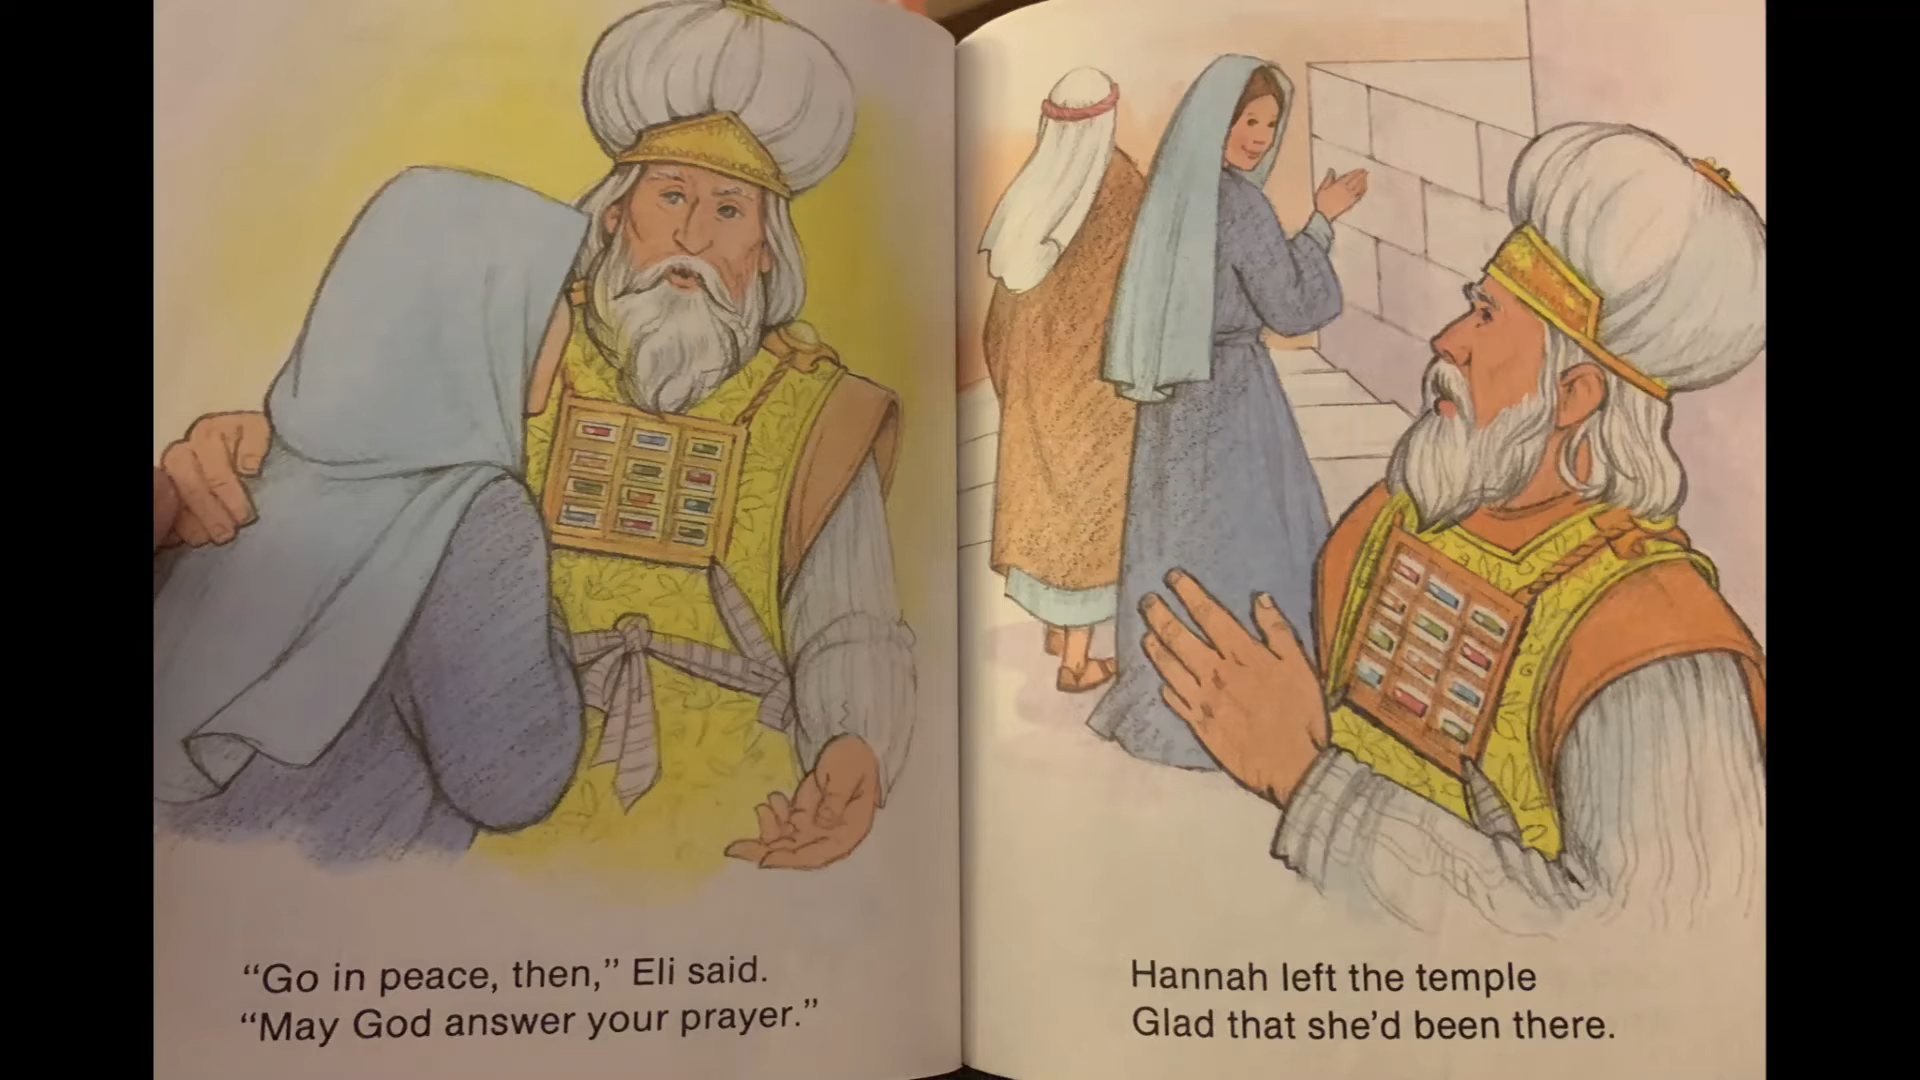 “Go in peace, then,” Eli said.
“May God answer your prayer.”
Hannah left the temple
Glad that she’d been there.